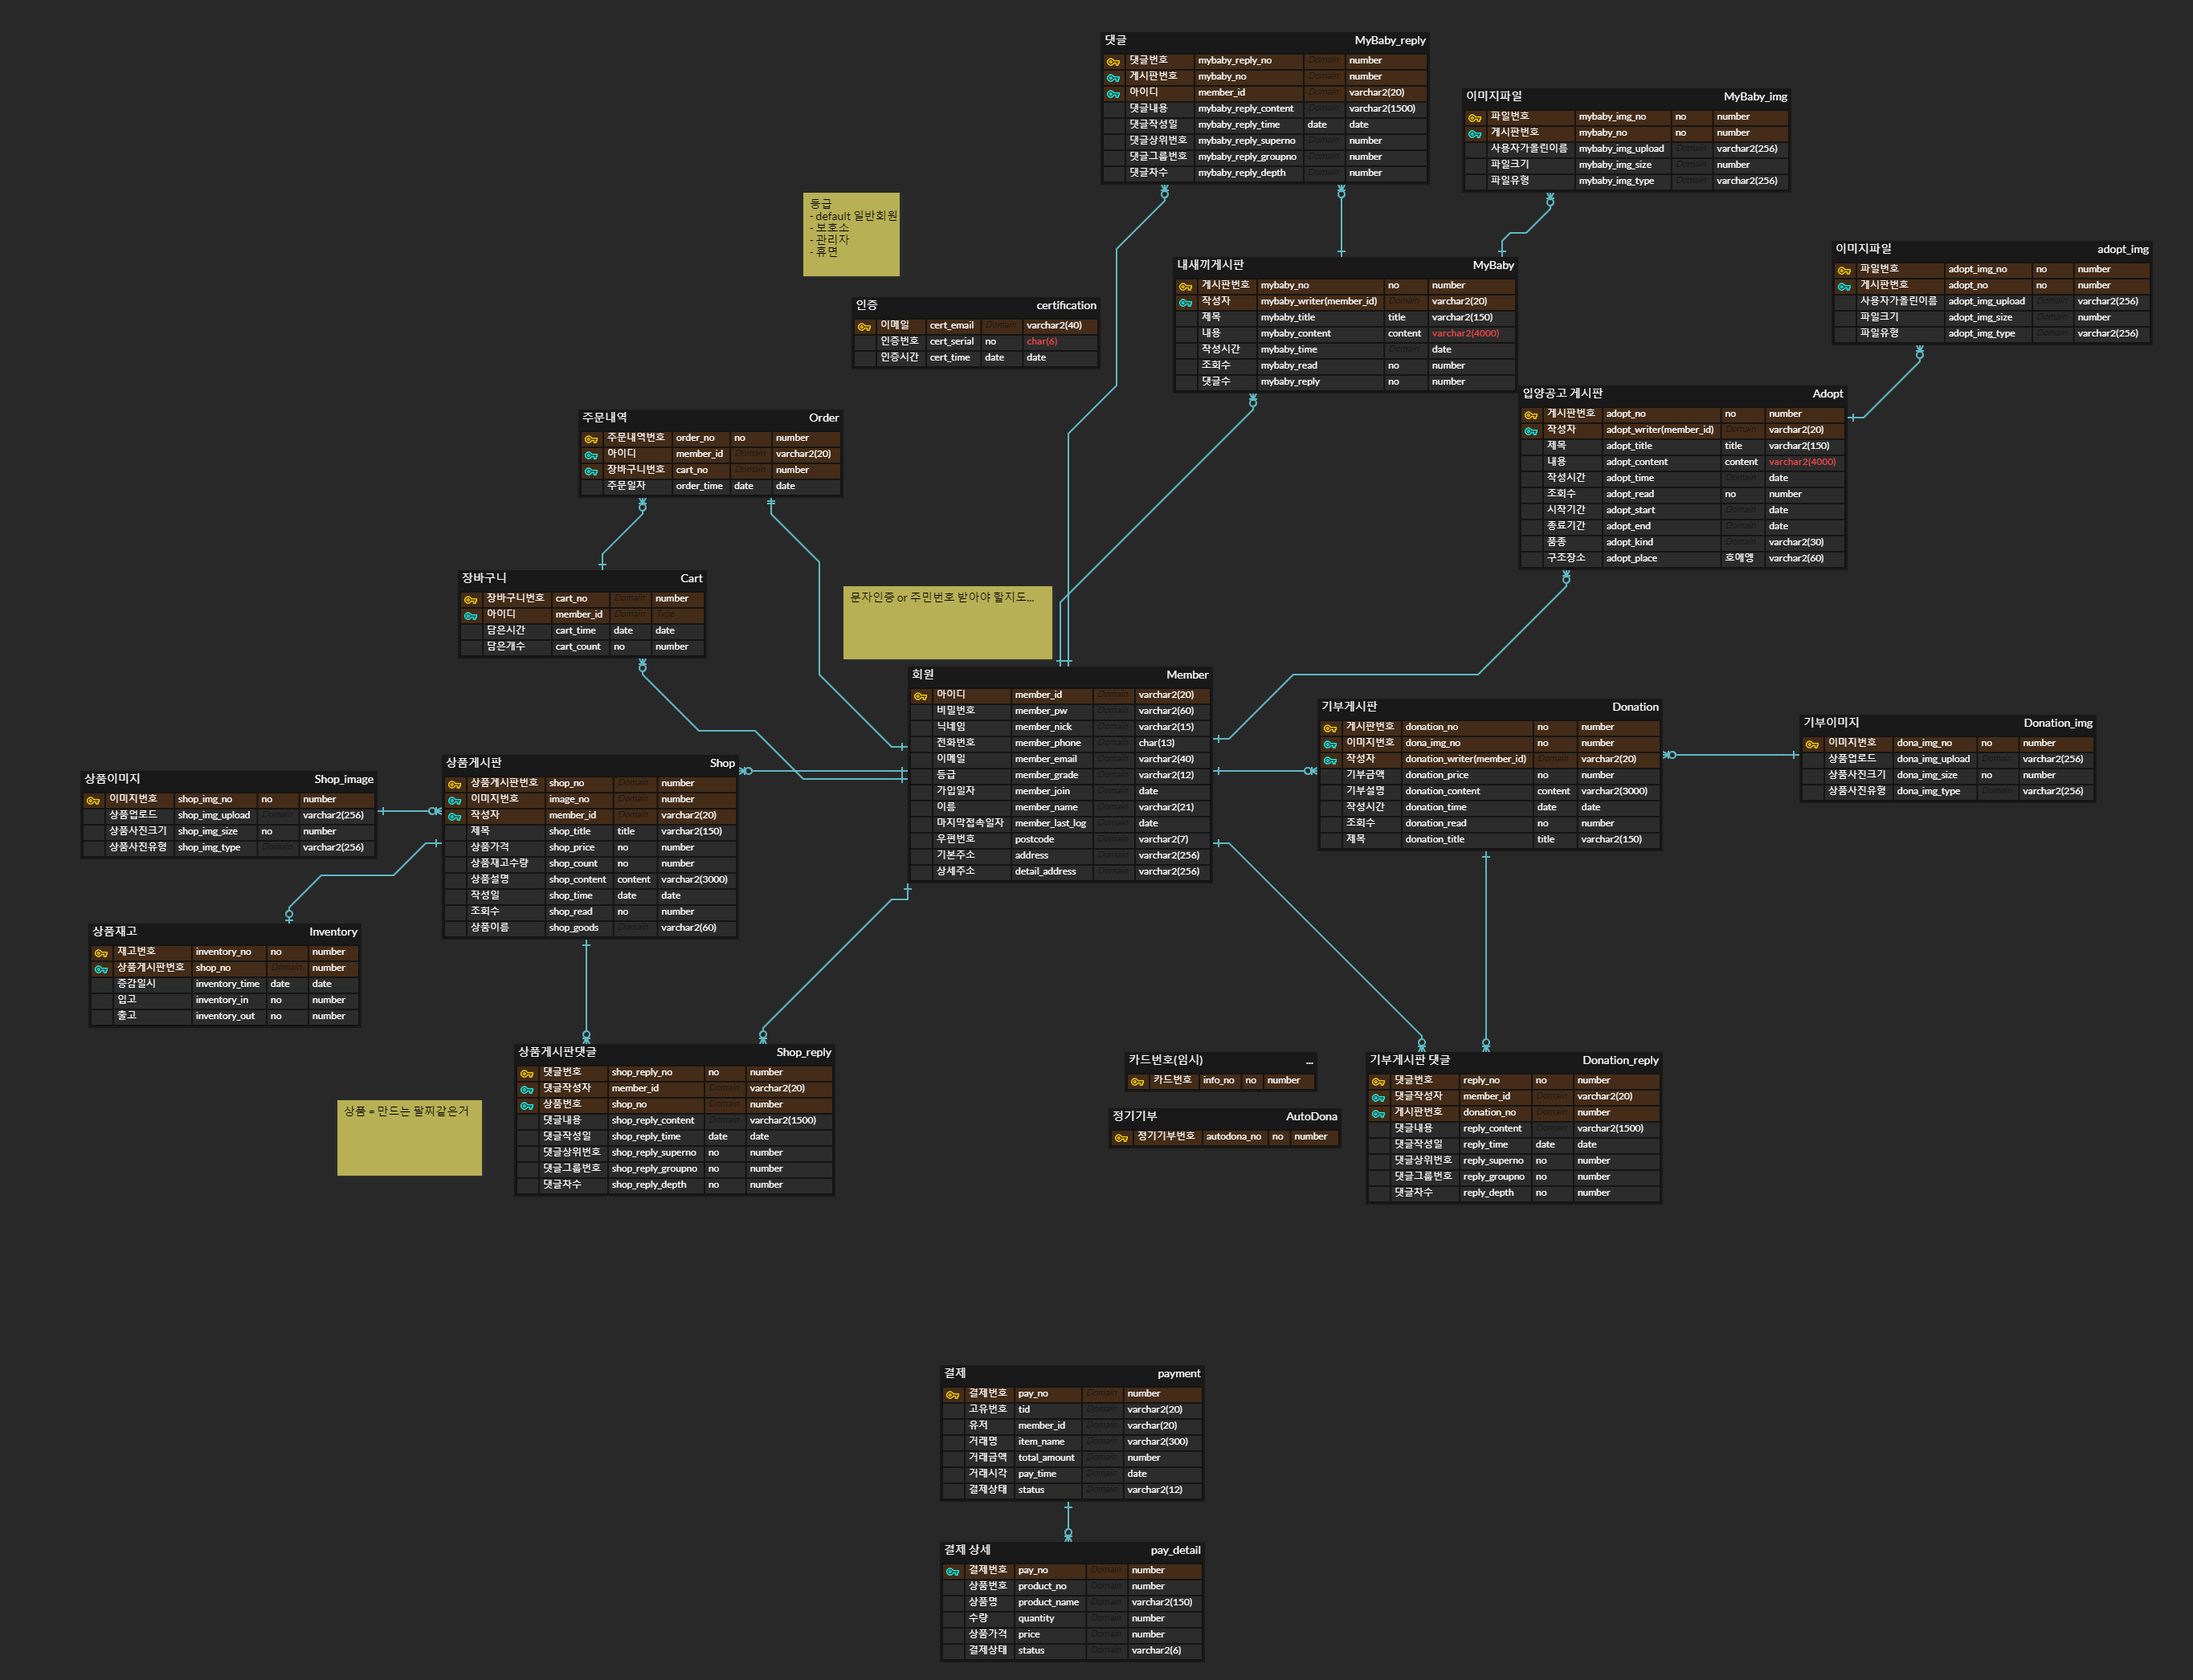 댓글 MyBaby_reply
댓글번호 mybaby_reply_no Domain number
게시판번호 mybaby_no Domain number
아이디 member_id Domain varchar2(20)
댓글내용 mybaby_reply_content Domain varchar2(1500)
댓글작성일 mybaby_reply_time date date
댓글상위번호 mybaby_reply_superno Domain number
댓글그룹번호 mybaby_reply_groupno Domain number
댓글차수 mybaby_reply_depth Domain number
이미지파일 MyBaby_img
파일번호 mybaby_img_no no number
게시판번호 mybaby_no no number
사용자가올린이름 mybaby_img_upload Domain varchar2(256)
파일크기 mybaby_img_size Domain number
파일유형 mybaby_img_type Domain varchar2(256)
등급
- default 일반회원
- 보호소
- 관리자
- 휴면
인증 certification
이메일 cert_email Domain varchar2(40)
인증번호 cert_serial no char(6)
인증시간 cert_time date date
내새끼게시판 MyBaby
게시판번호 mybaby_no no number
작성자 mybaby_writer(member_id) Domain varchar2(20)
제목 mybaby_title title varchar2(150)
내용 mybaby_content content varchar2(4000)
작성시간 mybaby_time Domain date
조회수 mybaby_read no number
댓글수 mybaby_reply no number
이미지파일 adopt_img
파일번호 adopt_img_no no number
게시판번호 adopt_no no number
사용자가올린이름 adopt_img_upload Domain varchar2(256)
파일크기 adopt_img_size Domain number
파일유형 adopt_img_type Domain varchar2(256)
입양공고 게시판 Adopt
게시판번호 adopt_no no number
작성자 adopt_writer(member_id) Domain varchar2(20)
제목 adopt_title title varchar2(150)
내용 adopt_content content varchar2(4000)
작성시간 adopt_time Domain date
조회수 adopt_read no number
시작기간 adopt_start Domain date
종료기간 adopt_end Domain date
품종 adopt_kind Domain varchar2(30)
구조장소 adopt_place 호에엥 varchar2(60)
주문내역 Order
주문내역번호 order_no no number
아이디 member_id Domain varchar2(20)
장바구니번호 cart_no Domain number
주문일자 order_time date date
장바구니 Cart
장바구니번호 cart_no Domain number
아이디 member_id Domain Type
담은시간 cart_time date date
담은개수 cart_count no number
문자인증 or 주민번호 받아야 할지도...
회원 Member
아이디 member_id Domain varchar2(20)
비밀번호 member_pw Domain varchar2(60)
닉네임 member_nick Domain varchar2(15)
전화번호 member_phone Domain char(13)
이메일 member_email Domain varchar2(40)
등급 member_grade Domain varchar2(12)
가입일자 member_join Domain date
이름 member_name Domain varchar2(21)
마지막접속일자 member_last_log Domain date
우편번호 postcode Domain varchar2(7)
기본주소 address Domain varchar2(256)
상세주소 detail_address Domain varchar2(256)
기부게시판 Donation
게시판번호 donation_no no number
이미지번호 dona_img_no no number
작성자 donation_writer(member_id) Domain varchar2(20)
기부금액 donation_price no number
기부설명 donation_content content varchar2(3000)
작성시간 donation_time date date
조회수 donation_read no number
제목 donation_title title varchar2(150)
기부이미지 Donation_img
이미지번호 dona_img_no no number
상품업로드 dona_img_upload Domain varchar2(256)
상품사진크기 dona_img_size no number
상품사진유형 dona_img_type Domain varchar2(256)
상품이미지 Shop_image
이미지번호 shop_img_no no number
상품업로드 shop_img_upload Domain varchar2(256)
상품사진크기 shop_img_size no number
상품사진유형 shop_img_type Domain varchar2(256)
상품게시판 Shop
상품게시판번호 shop_no Domain number
이미지번호 image_no Domain number
작성자 member_id Domain varchar2(20)
제목 shop_title title varchar2(150)
상품가격 shop_price no number
상품재고수량 shop_count no number
상품설명 shop_content content varchar2(3000)
작성일 shop_time date date
조회수 shop_read no number
상품이름 shop_goods Domain varchar2(60)
상품재고 Inventory
재고번호 inventory_no no number
상품게시판번호 shop_no Domain number
증감일시 inventory_time date date
입고 inventory_in no number
출고 inventory_out no number
상품게시판댓글 Shop_reply
댓글번호 shop_reply_no no number
댓글작성자 member_id Domain varchar2(20)
상품번호 shop_no Domain number
댓글내용 shop_reply_content Domain varchar2(1500)
댓글작성일 shop_reply_time date date
댓글상위번호 shop_reply_superno no number
댓글그룹번호 shop_reply_groupno no number
댓글차수 shop_reply_depth no number
상품 = 만드는 팔찌같은거
카드번호(임시) ...
카드번호 info_no no number
정기기부 AutoDona
정기기부번호 autodona_no no number
기부게시판 댓글 Donation_reply
댓글번호 reply_no no number
댓글작성자 member_id Domain varchar2(20)
게시판번호 donation_no Domain number
댓글내용 reply_content Domain varchar2(1500)
댓글작성일 reply_time date date
댓글상위번호 reply_superno no number
댓글그룹번호 reply_groupno no number
댓글차수 reply_depth no number
결제 payment
결제번호 pay_no Domain number
고유번호 tid Domain varchar2(20)
유저 member_id Domain varchar(20)
거래명 item_name Domain varchar2(300)
거래금액 total_amount Domain number
거래시각 pay_time Domain date
결제상태 status Domain varchar2(12)
결제 상세 pay_detail
결제번호 pay_no Domain number
상품번호 product_no Domain number
상품명 product_name Domain varchar2(150)
수량 quantity Domain number
상품가격 price Domain number
결제상태 status Domain varchar2(6)